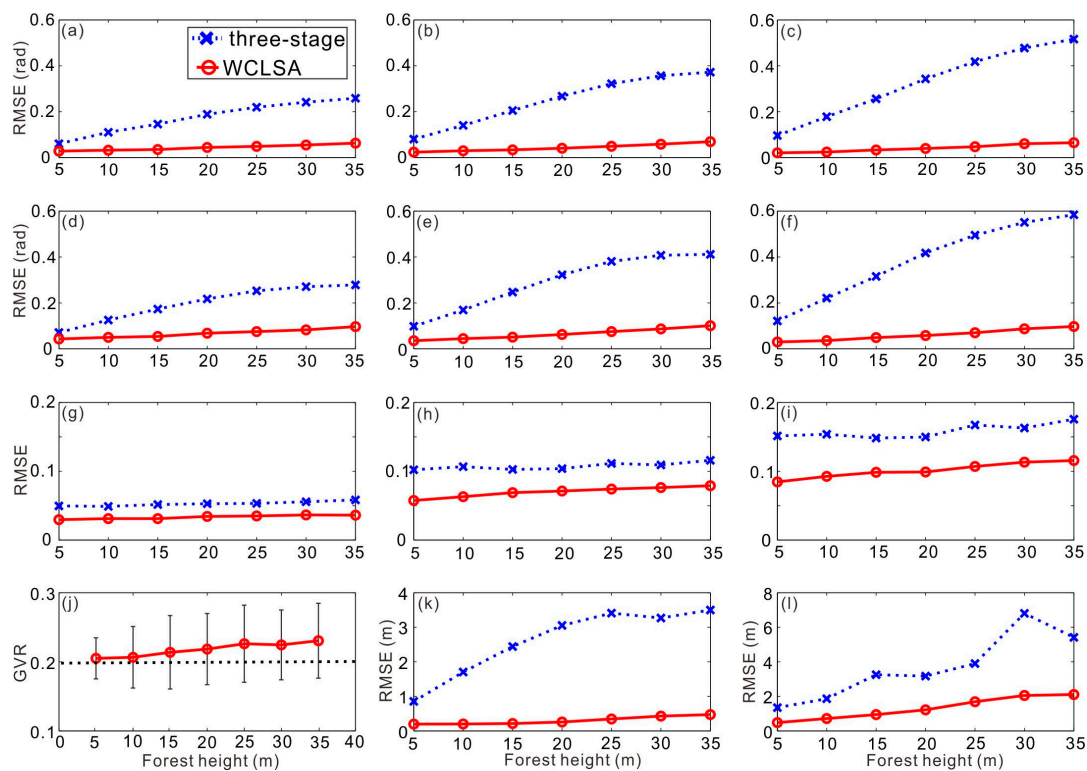 0.6 (a) three-stage WCLSA 0.4 0.2 0 RMSE (rad) 5 10 15 20 25 30 35
0.6 (b) 0.4 0.2 0 5 10 15 20 25 30 35
0.6 (c) 0.4 0.2 0 5 10 15 20 25 30 35
0.6 (d) 0.4 0.2 0 RMSE (rad) 5 10 15 20 25 30 35
0.6 (e) 0.4 0.2 0 5 10 15 20 25 30 35
0.6 (f) 0.4 0.2 0 5 10 15 20 25 30 35
0.2 (g) 0.1 0 RMSE 5 10 15 20 25 30 40
0.2 (h) 0.1 0 5 10 15 20 25 30 35
0.2 (i) 0.1 0 5 10 15 20 25 30 35
0.3 (j) 0.2 0.1 GVR 0 5 10 15 20 25 30 35 40 Forest height (m)
4 (k) 3 2 1 0 RMSE (m) 5 10 15 20 25 30 35 Forest height (m)
8 (l) 6 4 2 0 RMSE (m) 5 10 15 20 25 30 35 Forest height (m)